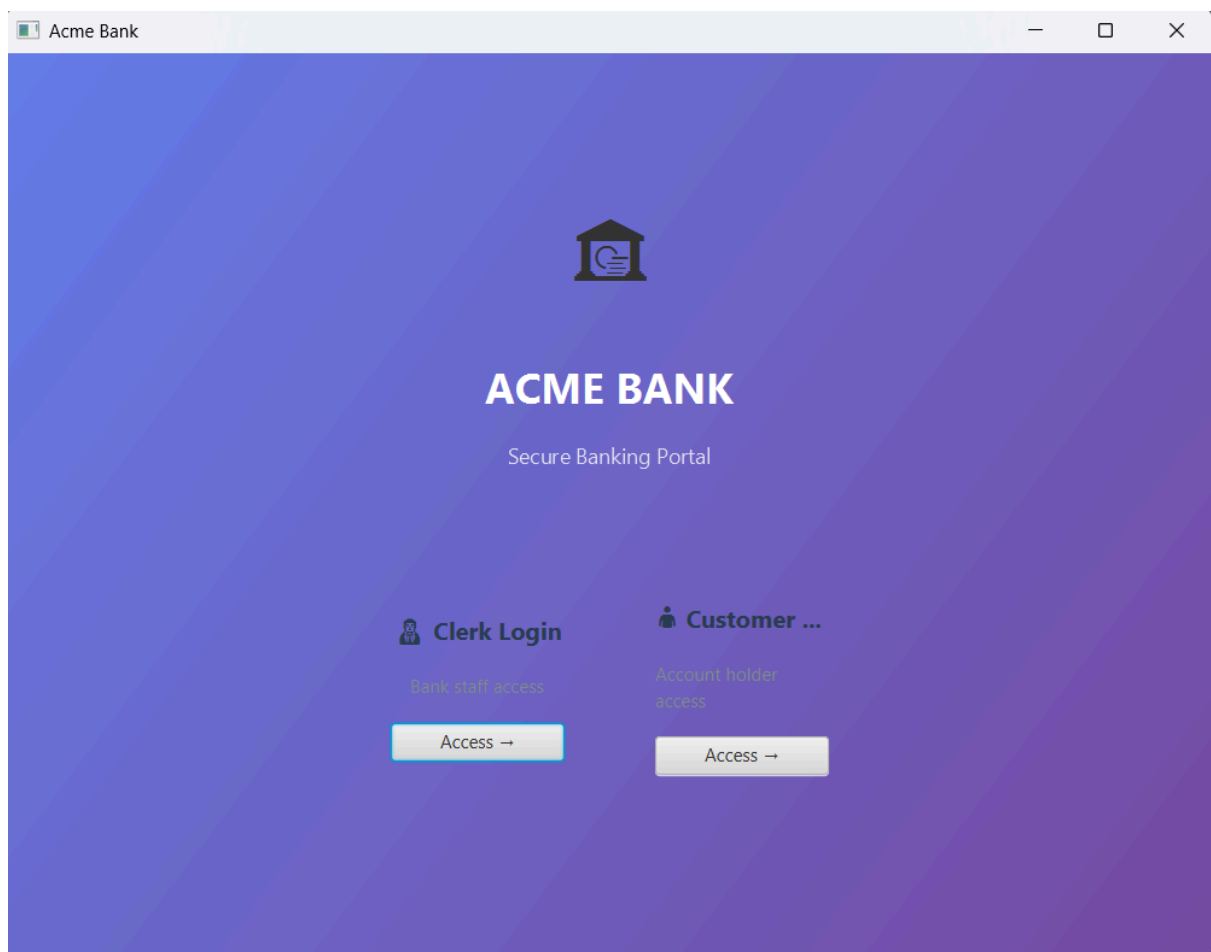 Acme Bank
ACME BANK
Secure Banking Portal
Clerk Login
Bank staff access
Access →
Customer ...
Account holder
access
Access →